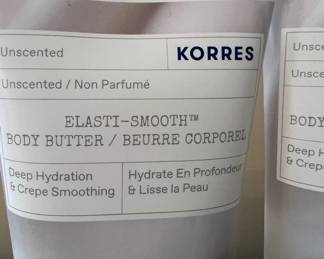 Unscented
KORRES
Unscented / Non Parfumé
ELASTI-SMOOTH™
BODY BUTTER / BEURRE CORPOREL
Deep Hydration
& Crepe Smoothing
Hydrate En Profondeur
& Lisse la Peau
Unsce
Unsce
BODY
Deep H
& Crep